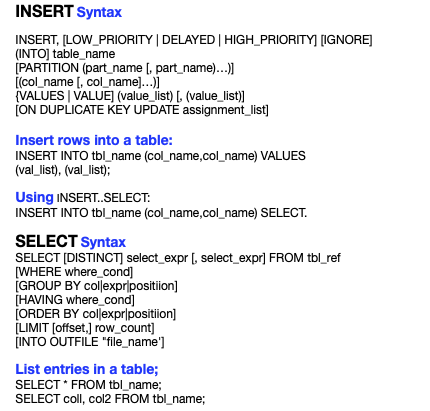 INSERT Syntax
INSERT, [LOW_PRIORITY | DELAYED | HIGH_PRIORITY] [IGNORE]
(INTO] table_name
[PARTITION (part_name [, part_name)...)]
[(col_name [, col_name]...)]
{VALUES | VALUE] (value_list) [, (value_list)]
[ON DUPLICATE KEY UPDATE assignment_list]
Insert rows into a table:
INSERT INTO tbl_name (col_name,col_name) VALUES
(val_list), (val_list);
Using INSERT..SELECT:
INSERT INTO tbl_name (col_name,col_name) SELECT.
SELECT Syntax
SELECT [DISTINCT] select_expr [, select_expr] FROM tbl_ref
[WHERE where_cond]
[GROUP BY col|expr|positiion]
[HAVING where_cond]
[ORDER BY col|expr|positiion]
[LIMIT [offset,] row_count]
[INTO OUTFILE "file_name']
List entries in a table;
SELECT * FROM tbl_name;
SELECT coll, col2 FROM tbl_name;